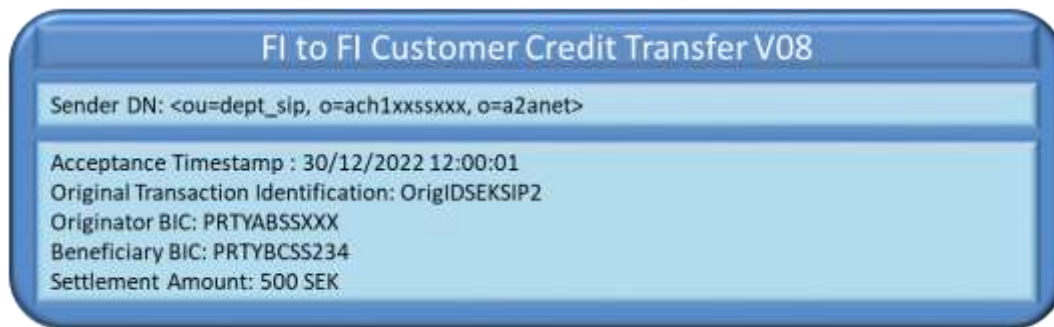 FI to FI Customer Credit Transfer V08
Sender DN: <ou=dept_sip, o=ach1xxssxxx, o=a2anet>
Acceptance Timestamp : 30/12/2022 12:00:01
Original Transaction Identification: OrigIDSEKSIP2
Originator BIC: PRTYABSSXXX
Beneficiary BIC: PRTYBCSS234
Settlement Amount: 500 SEK